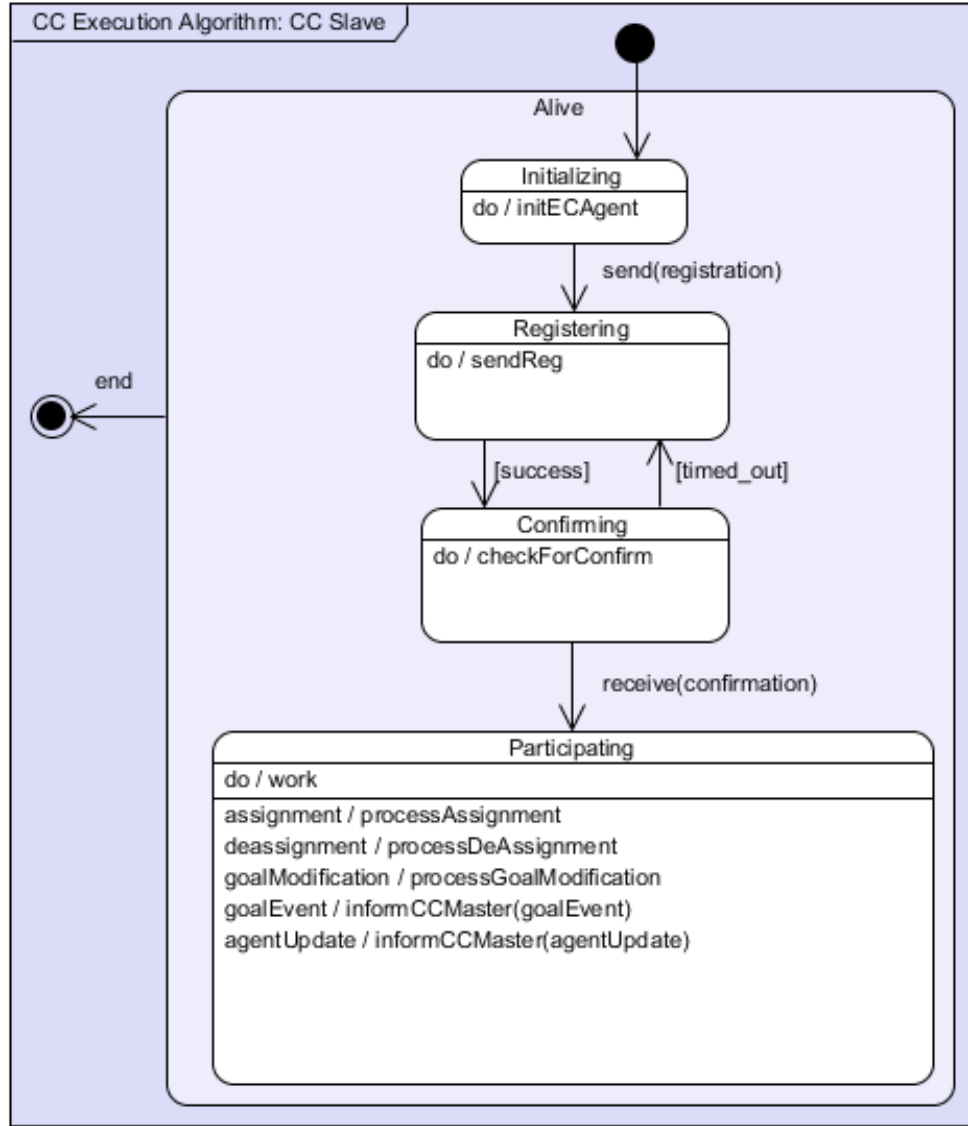 CC Execution Algorithm: CC Slave
Alive
Initializing
do / initECAgent
send(registration)
Registering
do / sendReg
end
[success]
[timed_out]
Confirming
do / checkForConfirm
receive(confirmation)
Participating
do / work
assignment / processAssignment
deassignment / processDeAssignment
goalModification / processGoalModification
goalEvent / informCCMaster(goalEvent)
agentUpdate / informCCMaster(agentUpdate)